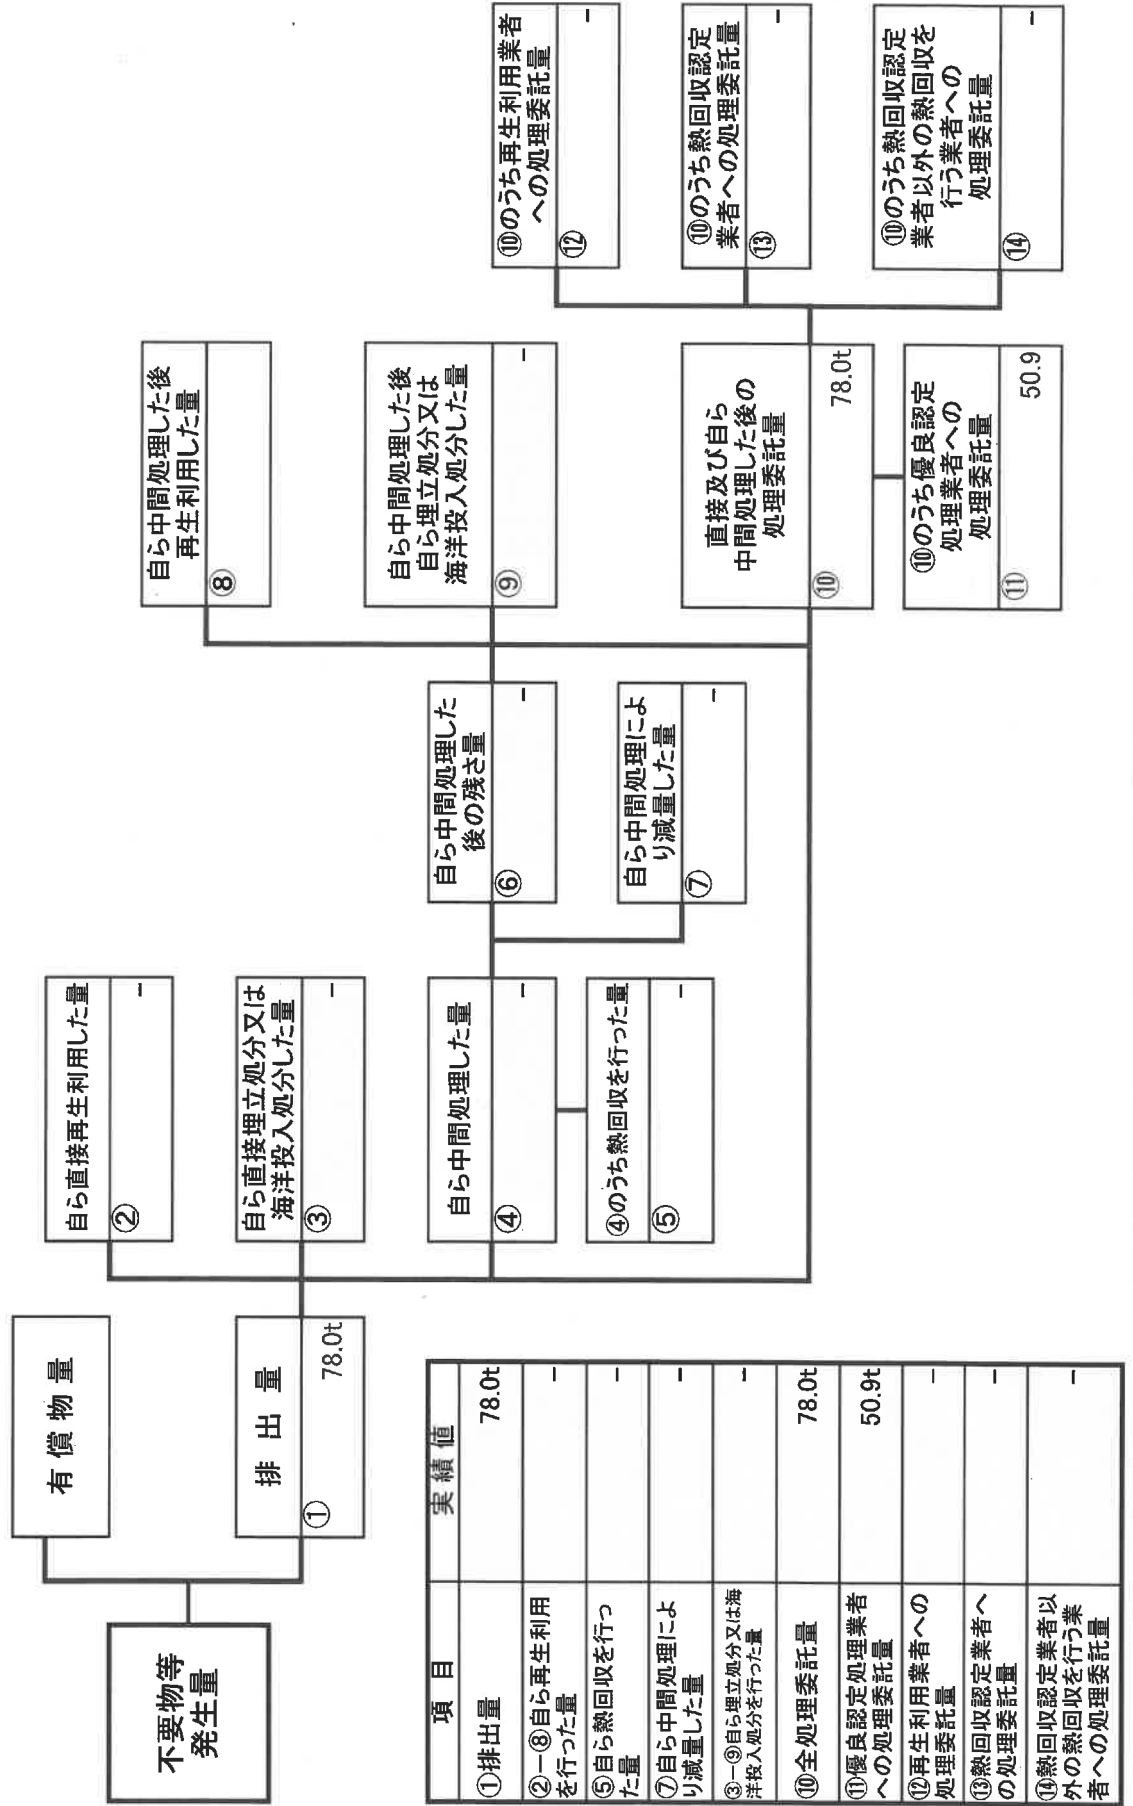 不要物等
発生量
有償物量
排出量
①
78.0t
自ら直接再生利用した量
②
－
自ら直接埋立処分又は
海洋投入処分した量
③
－
自ら中間処理した量
④
－
④のうち熱回収を行った量
⑤
－
自ら中間処理した
後の残さ量
⑥
－
自ら中間処理によ
り減量した量
⑦
－
自ら中間処理した後
再生利用した量
⑧
自ら中間処理した後
自ら埋立処分又は
海洋投入処分した量
⑨
－
直接及び自ら
中間処理した後の
処理委託量
⑩
78.0t
⑩のうち優良認定
処理業者への
処理委託量
⑪
50.9
⑩のうち再生利用業者
への処理委託量
⑫
－
⑩のうち熱回収認定
業者への処理委託量
⑬
－
⑩のうち熱回収認定
業者以外の熱回収を
行う業者への
処理委託量
⑭
－
項目 実績値
①排出量 78.0t
②－⑧自ら再生利用
を行った量 －
⑤自ら熱回収を行っ
た量 －
⑦自ら中間処理によ
り減量した量 －
③－⑨自ら埋立処分又は海
洋投入処分を行った量 －
⑩全処理委託量 78.0t
⑪優良認定処理業者
への処理委託量 50.9t
⑫再生利用業者への
処理委託量 －
⑬熱回収認定業者へ
の処理委託量 －
⑭熱回収認定業者以
外の熱回収を行う業
者への処理委託量 －